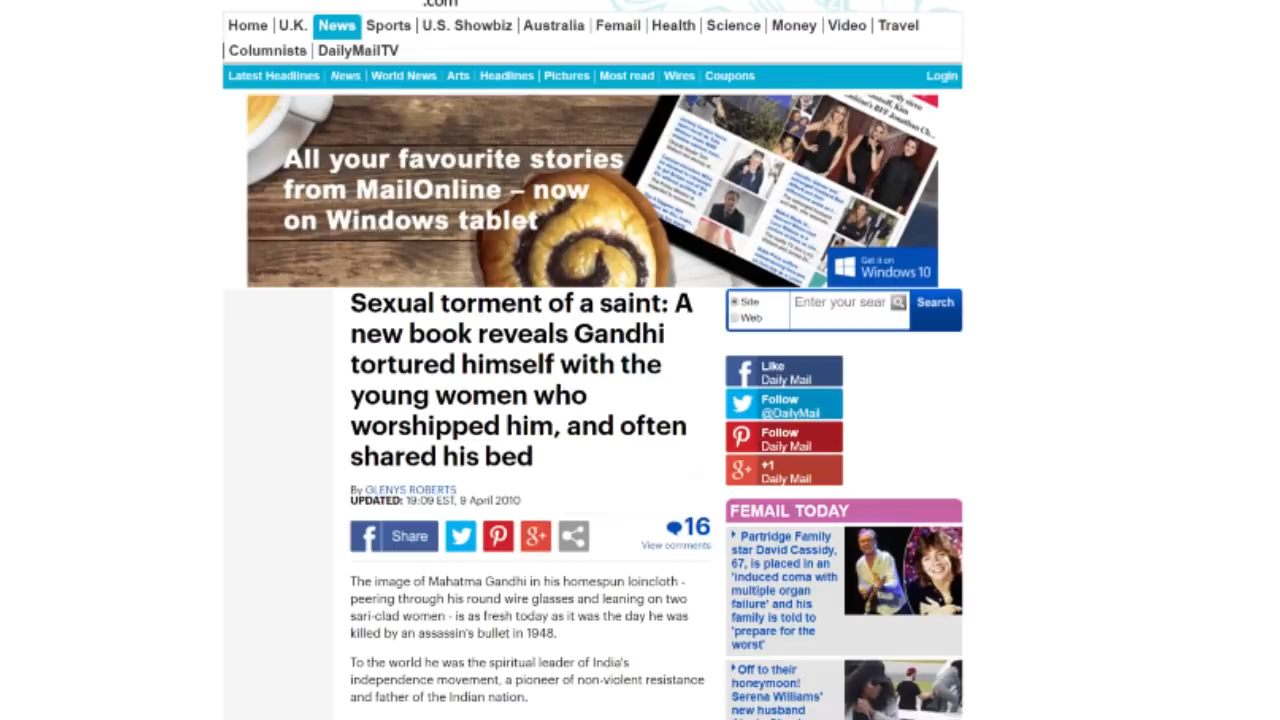 .com
Home U.K. News Sports U.S. Showbiz Australia Femail Health Science Money Video Travel
Columnists DailyMailTV
Latest Headlines News World News Arts Headlines Pictures Most read Wires Coupons Login
All your favourite stories
from MailOnline – now
on Windows tablet
Get it on
Windows 10
Sexual torment of a saint: A
new book reveals Gandhi
tortured himself with the
young women who
worshipped him, and often
shared his bed
By GLENYS ROBERTS
UPDATED: 19:09 EST, 9 April 2010
f Share
16
View comments
The image of Mahatma Gandhi in his homespun loincloth -
peering through his round wire glasses and leaning on two
sari-clad women - is as fresh today as it was the day he was
killed by an assassin's bullet in 1948.
To the world he was the spiritual leader of India's
independence movement, a pioneer of non-violent resistance
and father of the Indian nation.
Site
Web
Enter your sear
Search
Like
Daily Mail
Follow
@DailyMail
Follow
Daily Mail
+1
Daily Mail
FEMAIL TODAY
Partridge Family
star David Cassidy,
67, is placed in an
'induced coma with
multiple organ
failure' and his
family is told to
'prepare for the
worst'
Off to their
honeymoon!
Serena Williams'
new husband